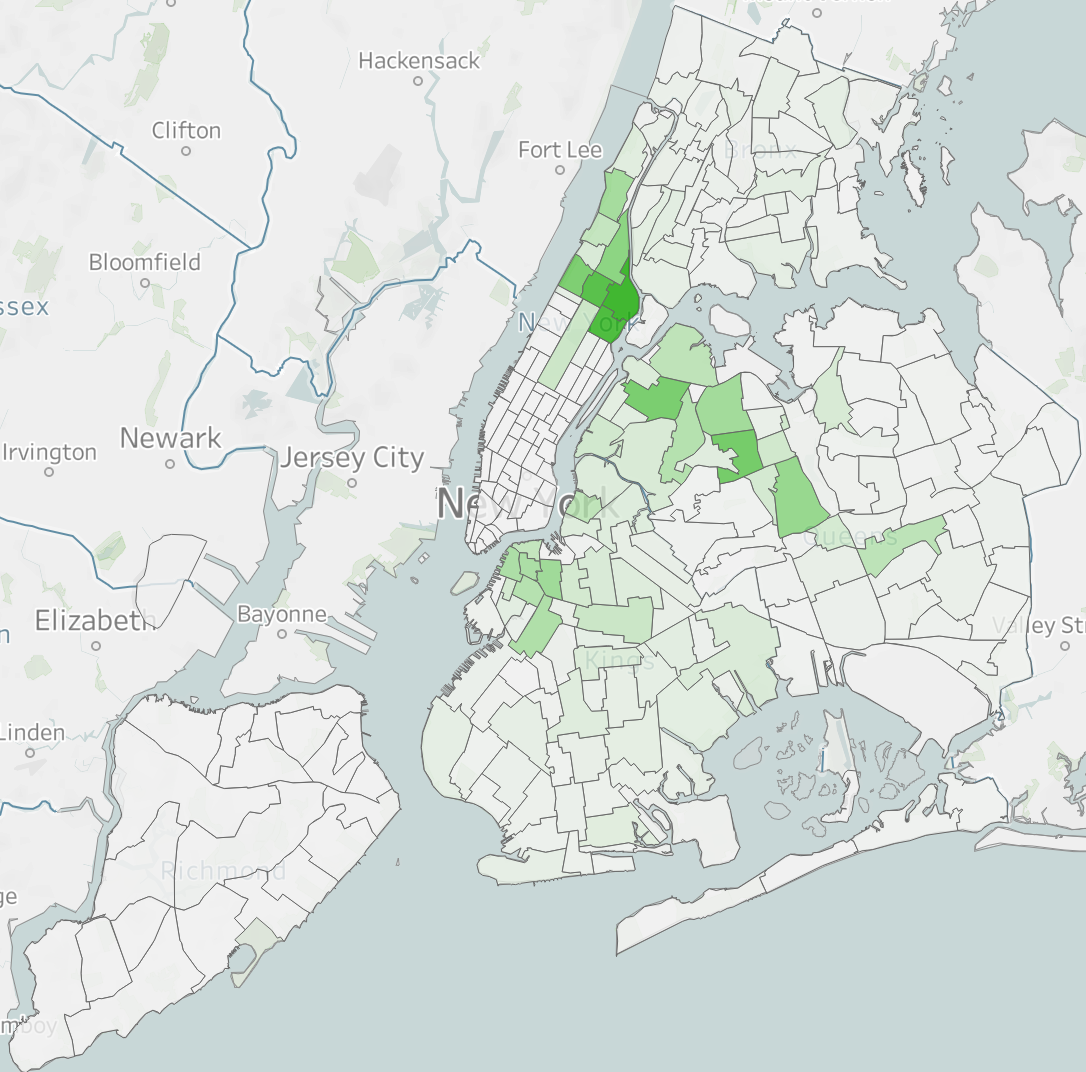 Hackensack
Clifton
Fort Lee
Bronx
Bloomfield
ssex
New York
Newark
Irvington
Jersey City
New York
Queens
Elizabeth
Bayonne
n
Valley Str
Kings
Linden
Richmond
ge
mboy